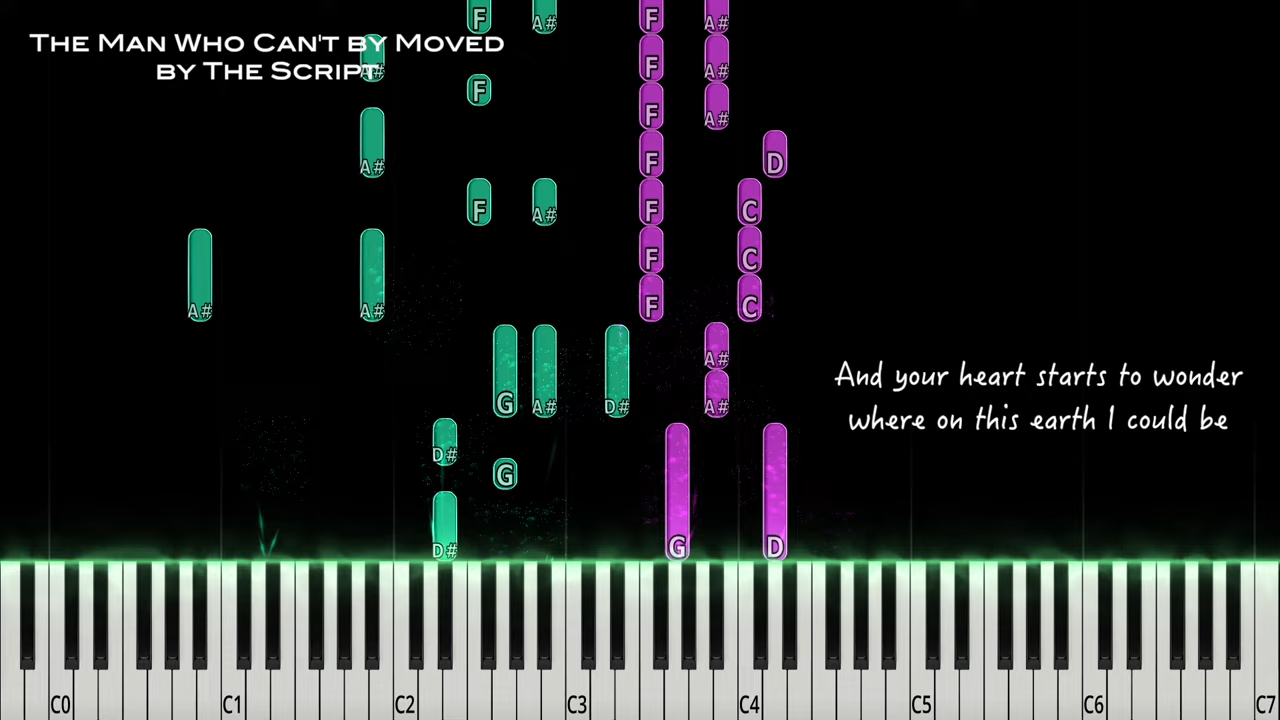 F A# F A#
The Man Who Can't by Moved
A# F A#
by The Script
F
F A#
A# F D
F A# F C
F C
A# A# F C
A#
G A# D# A#
D#
G
D# G D
And your heart starts to wonder
where on this earth I could be
C0 C1 C2 C3 C4 C5 C6 C7